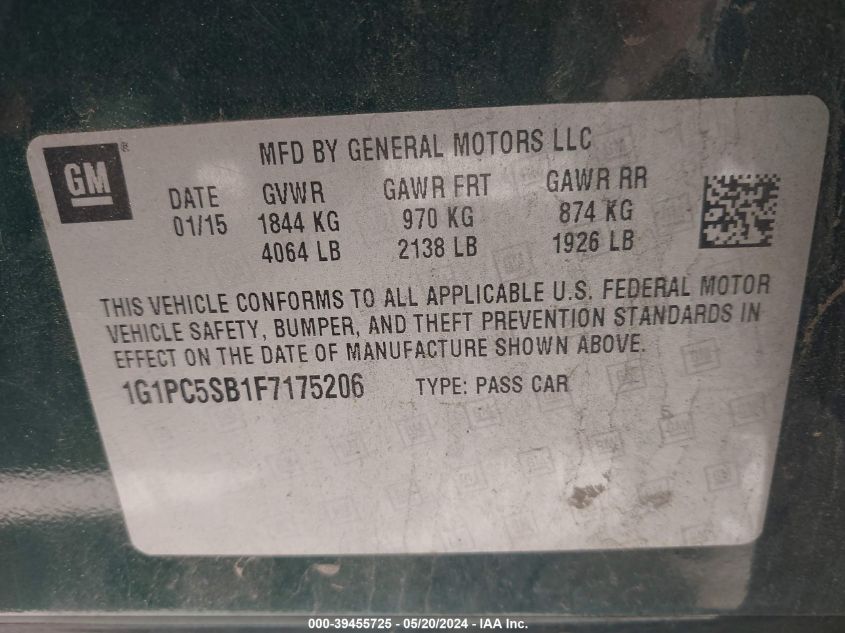 GM ®
MFD BY GENERAL MOTORS LLC
DATE GVWR GAWR FRT GAWR RR
01/15 1844 KG 970 KG 874 KG
4064 LB 2138 LB 1926 LB
THIS VEHICLE CONFORMS TO ALL APPLICABLE U.S. FEDERAL MOTOR
VEHICLE SAFETY, BUMPER, AND THEFT PREVENTION STANDARDS IN
EFFECT ON THE DATE OF MANUFACTURE SHOWN ABOVE.
1G1PC5SB1F7175206 TYPE: PASS CAR
000-39455725 - 05/20/2024 - IAA Inc.